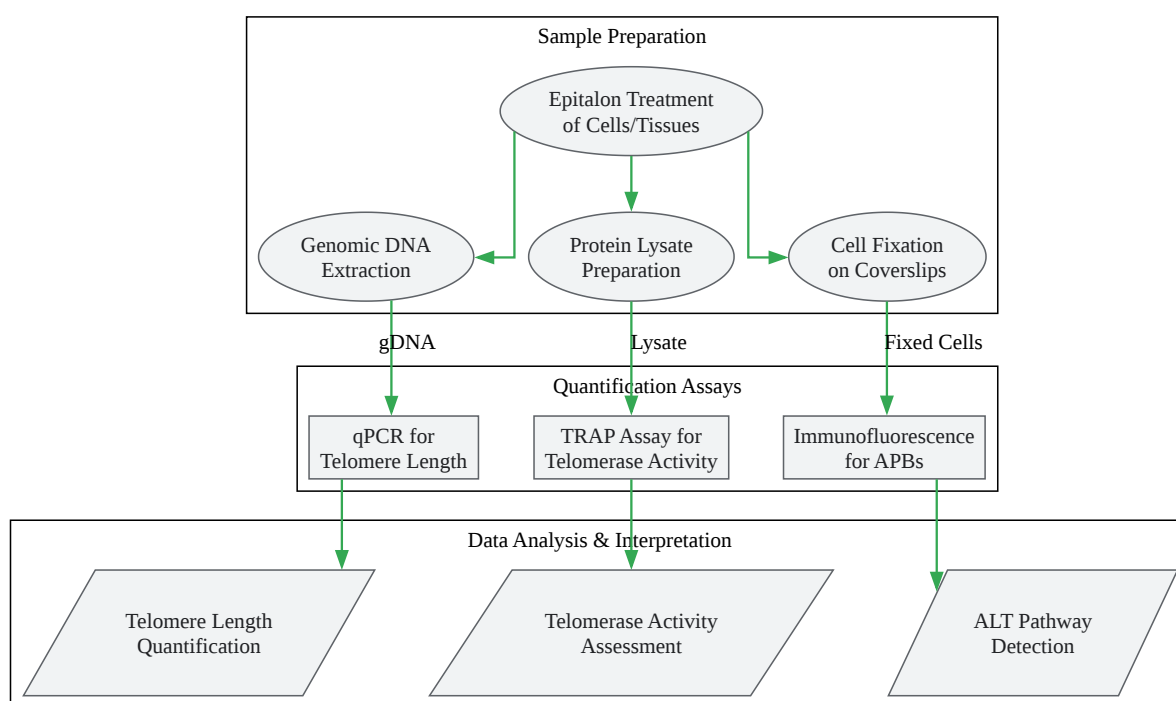 Sample Preparation
Epitalon Treatment
of Cells/Tissues
Genomic DNA
Extraction
Protein Lysate
Preparation
Cell Fixation
on Coverslips
gDNA
Lysate
Fixed Cells
Quantification Assays
qPCR for
Telomere Length
TRAP Assay for
Telomerase Activity
Immunofluorescence
for APBs
Data Analysis & Interpretation
Telomere Length
Quantification
Telomerase Activity
Assessment
ALT Pathway
Detection